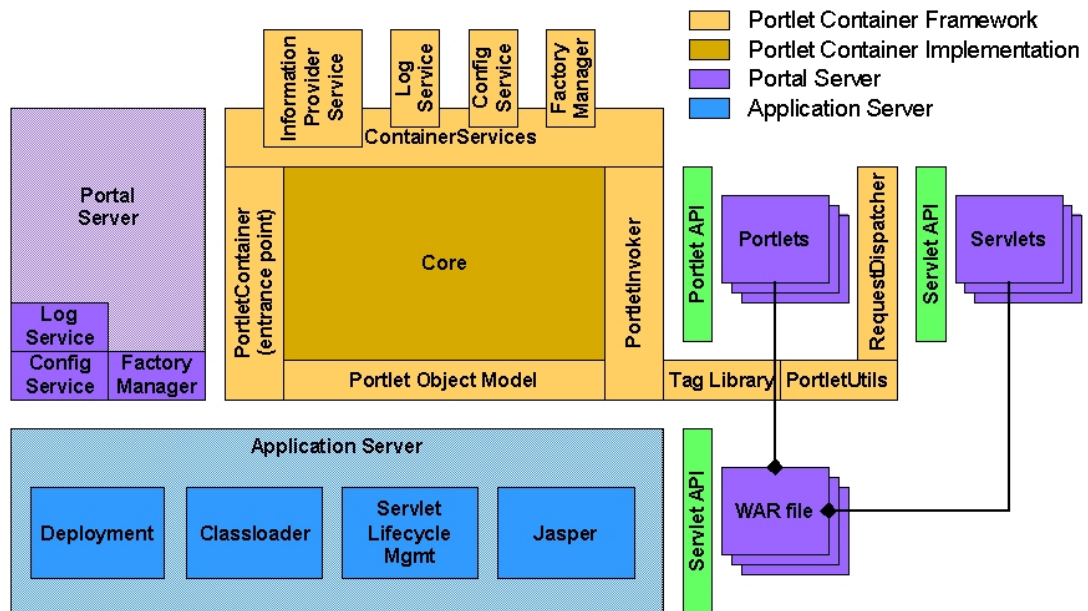 Portlet Container Framework
Portlet Container Implementation
Portal Server
Application Server
Information
Provider
Service
Log
Service
Config
Service
Factory
Manager
ContainerServices
Portal
Server
Log
Service
Config
Service
Factory
Manager
PortletContainer
(entrance point)
Core
PortletInvoker
Portlet Object Model
Tag Library
PortletUtils
Portlet API
Portlets
RequestDispatcher
Servlet API
Servlets
Application Server
Deployment
Classloader
Servlet
Lifecycle
Mgmt
Jasper
Servlet API
WAR file